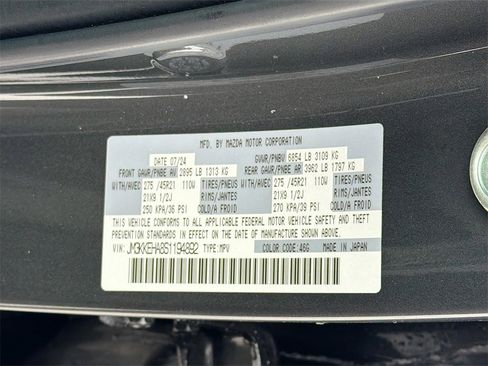 MFD. BY MAZDA MOTOR CORPORATION
DATE 07/24 GVWR/PNBV 6854 LB 3109 KG
FRONT GAWR/PNBE AV 2895 LB 1313 KG REAR GAWR/PNBE AR 3962 LB 1797 KG
WITH/AVEC 275 /45R21 110W TIRES/PNEUS WITH/AVEC 275 /45R21 110W TIRES/PNEUS
21X9 1/2J RIMS/JANTES 21X9 1/2J RIMS/JANTES
250 KPA/36 PSI COLD/A FROID 270 KPA/39 PSI COLD/A FROID
THIS VEHICLE CONFORMS TO ALL APPLICABLE FEDERAL MOTOR VEHICLE SAFETY, BUMPER,
AND THEFT PREVENTION STANDARDS IN EFFECT ON THE DATE OF MANUFACTURE
SHOWN ABOVE.
VIN: JM3KKEHA8S1194892 TYPE:MPV COLOR CODE:46G MADE IN JAPAN